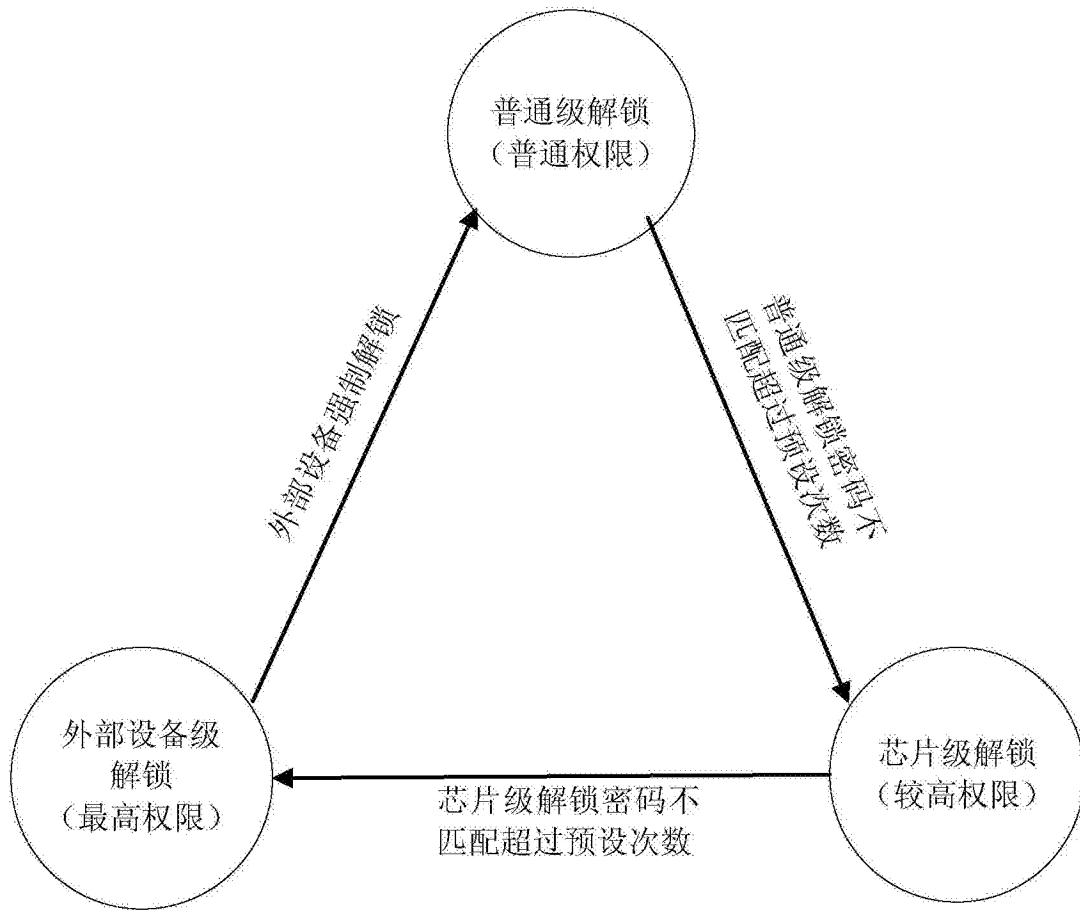 普通级解锁
（普通权限）
外部设备强制解锁
普通级解锁密码不
匹配超过预设次数
外部设备级
解锁
（最高权限）
芯片级解锁密码不
匹配超过预设次数
芯片级解锁
（较高权限）